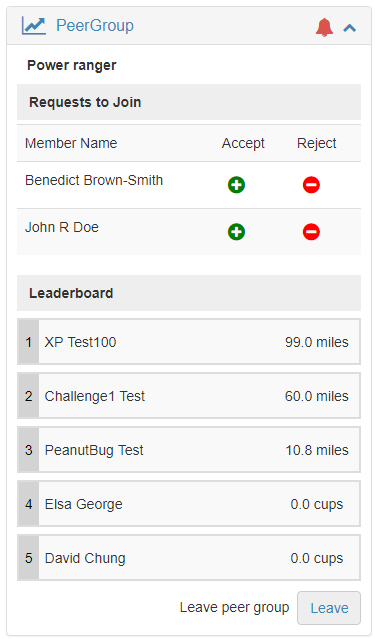 PeerGroup
Power ranger
Requests to Join
Member Name Accept Reject
Benedict Brown-Smith
John R Doe
Leaderboard
1 XP Test100 99.0 miles
2 Challenge1 Test 60.0 miles
3 PeanutBug Test 10.8 miles
4 Elsa George 0.0 cups
5 David Chung 0.0 cups
Leave peer group Leave